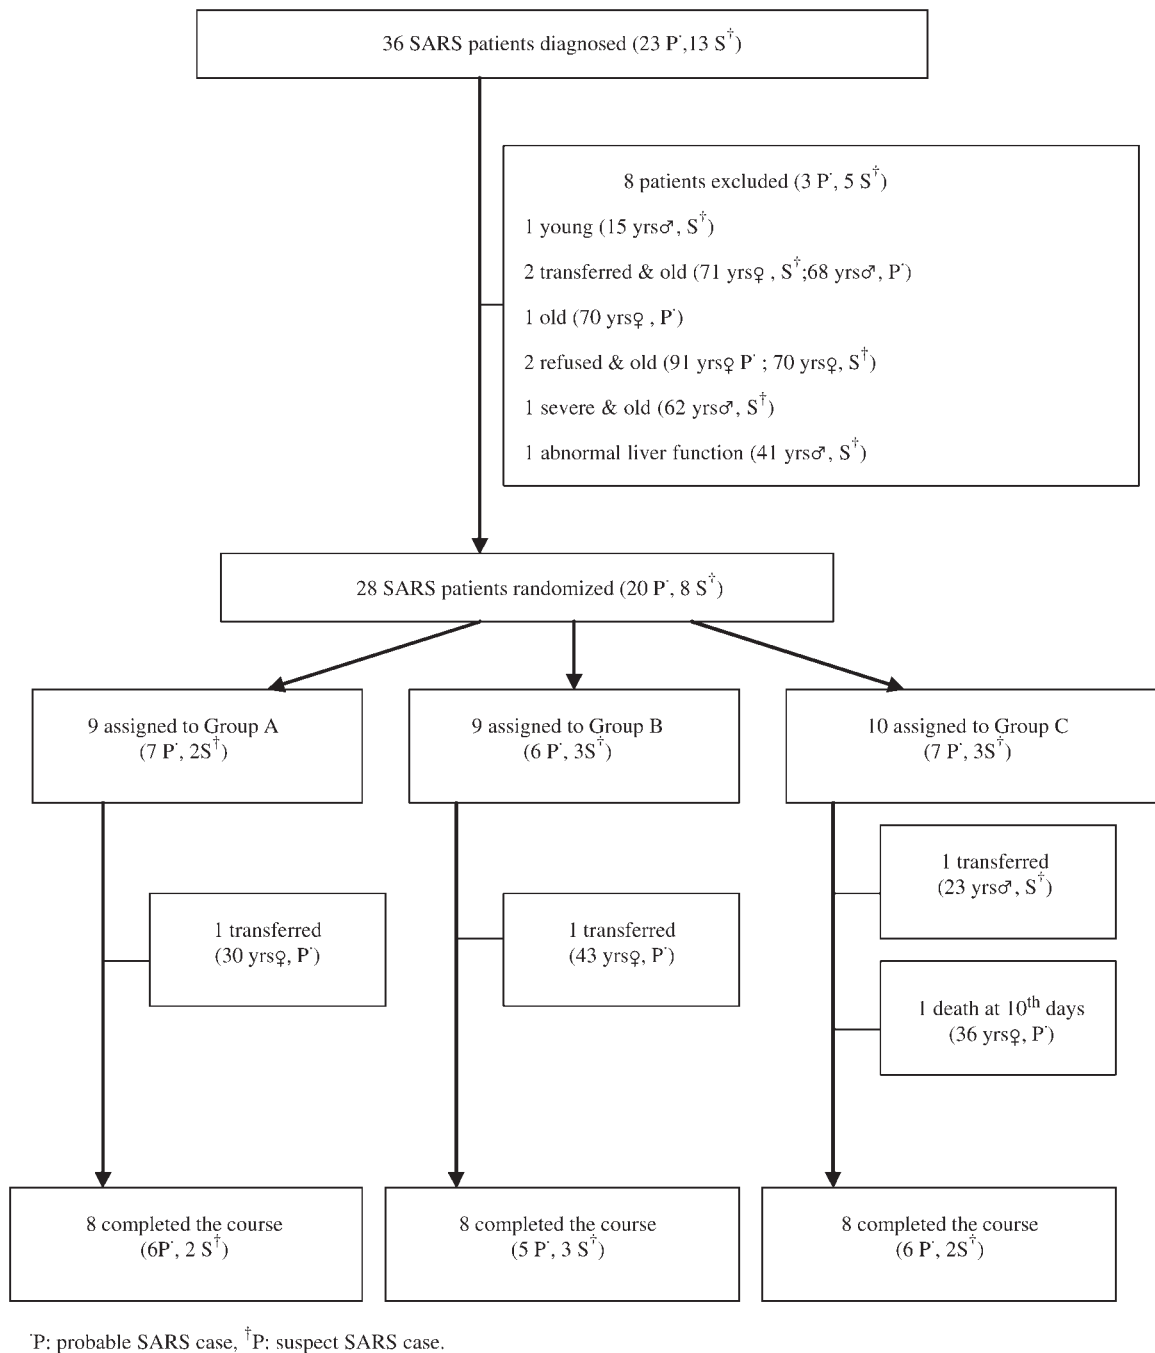 36 SARS patients diagnosed (23 P˙,13 S†)
8 patients excluded (3 P˙, 5 S†)
1 young (15 yrs♂, S†)
2 transferred & old (71 yrs♀ , S†;68 yrs♂, P˙)
1 old (70 yrs♀ , P˙)
2 refused & old (91 yrs♀ P˙ ; 70 yrs♀, S†)
1 severe & old (62 yrs♂, S†)
1 abnormal liver function (41 yrs♂, S†)
28 SARS patients randomized (20 P˙, 8 S†)
9 assigned to Group A
(7 P˙, 2S†)
9 assigned to Group B
(6 P˙, 3S†)
10 assigned to Group C
(7 P˙, 3S†)
1 transferred
(30 yrs♀, P˙)
1 transferred
(43 yrs♀, P˙)
1 transferred
(23 yrs♂, S†)
1 death at 10th days
(36 yrs♀, P˙)
8 completed the course
(6P˙, 2 S†)
8 completed the course
(5 P˙, 3 S†)
8 completed the course
(6 P˙, 2S†)
˙P: probable SARS case, †P: suspect SARS case.